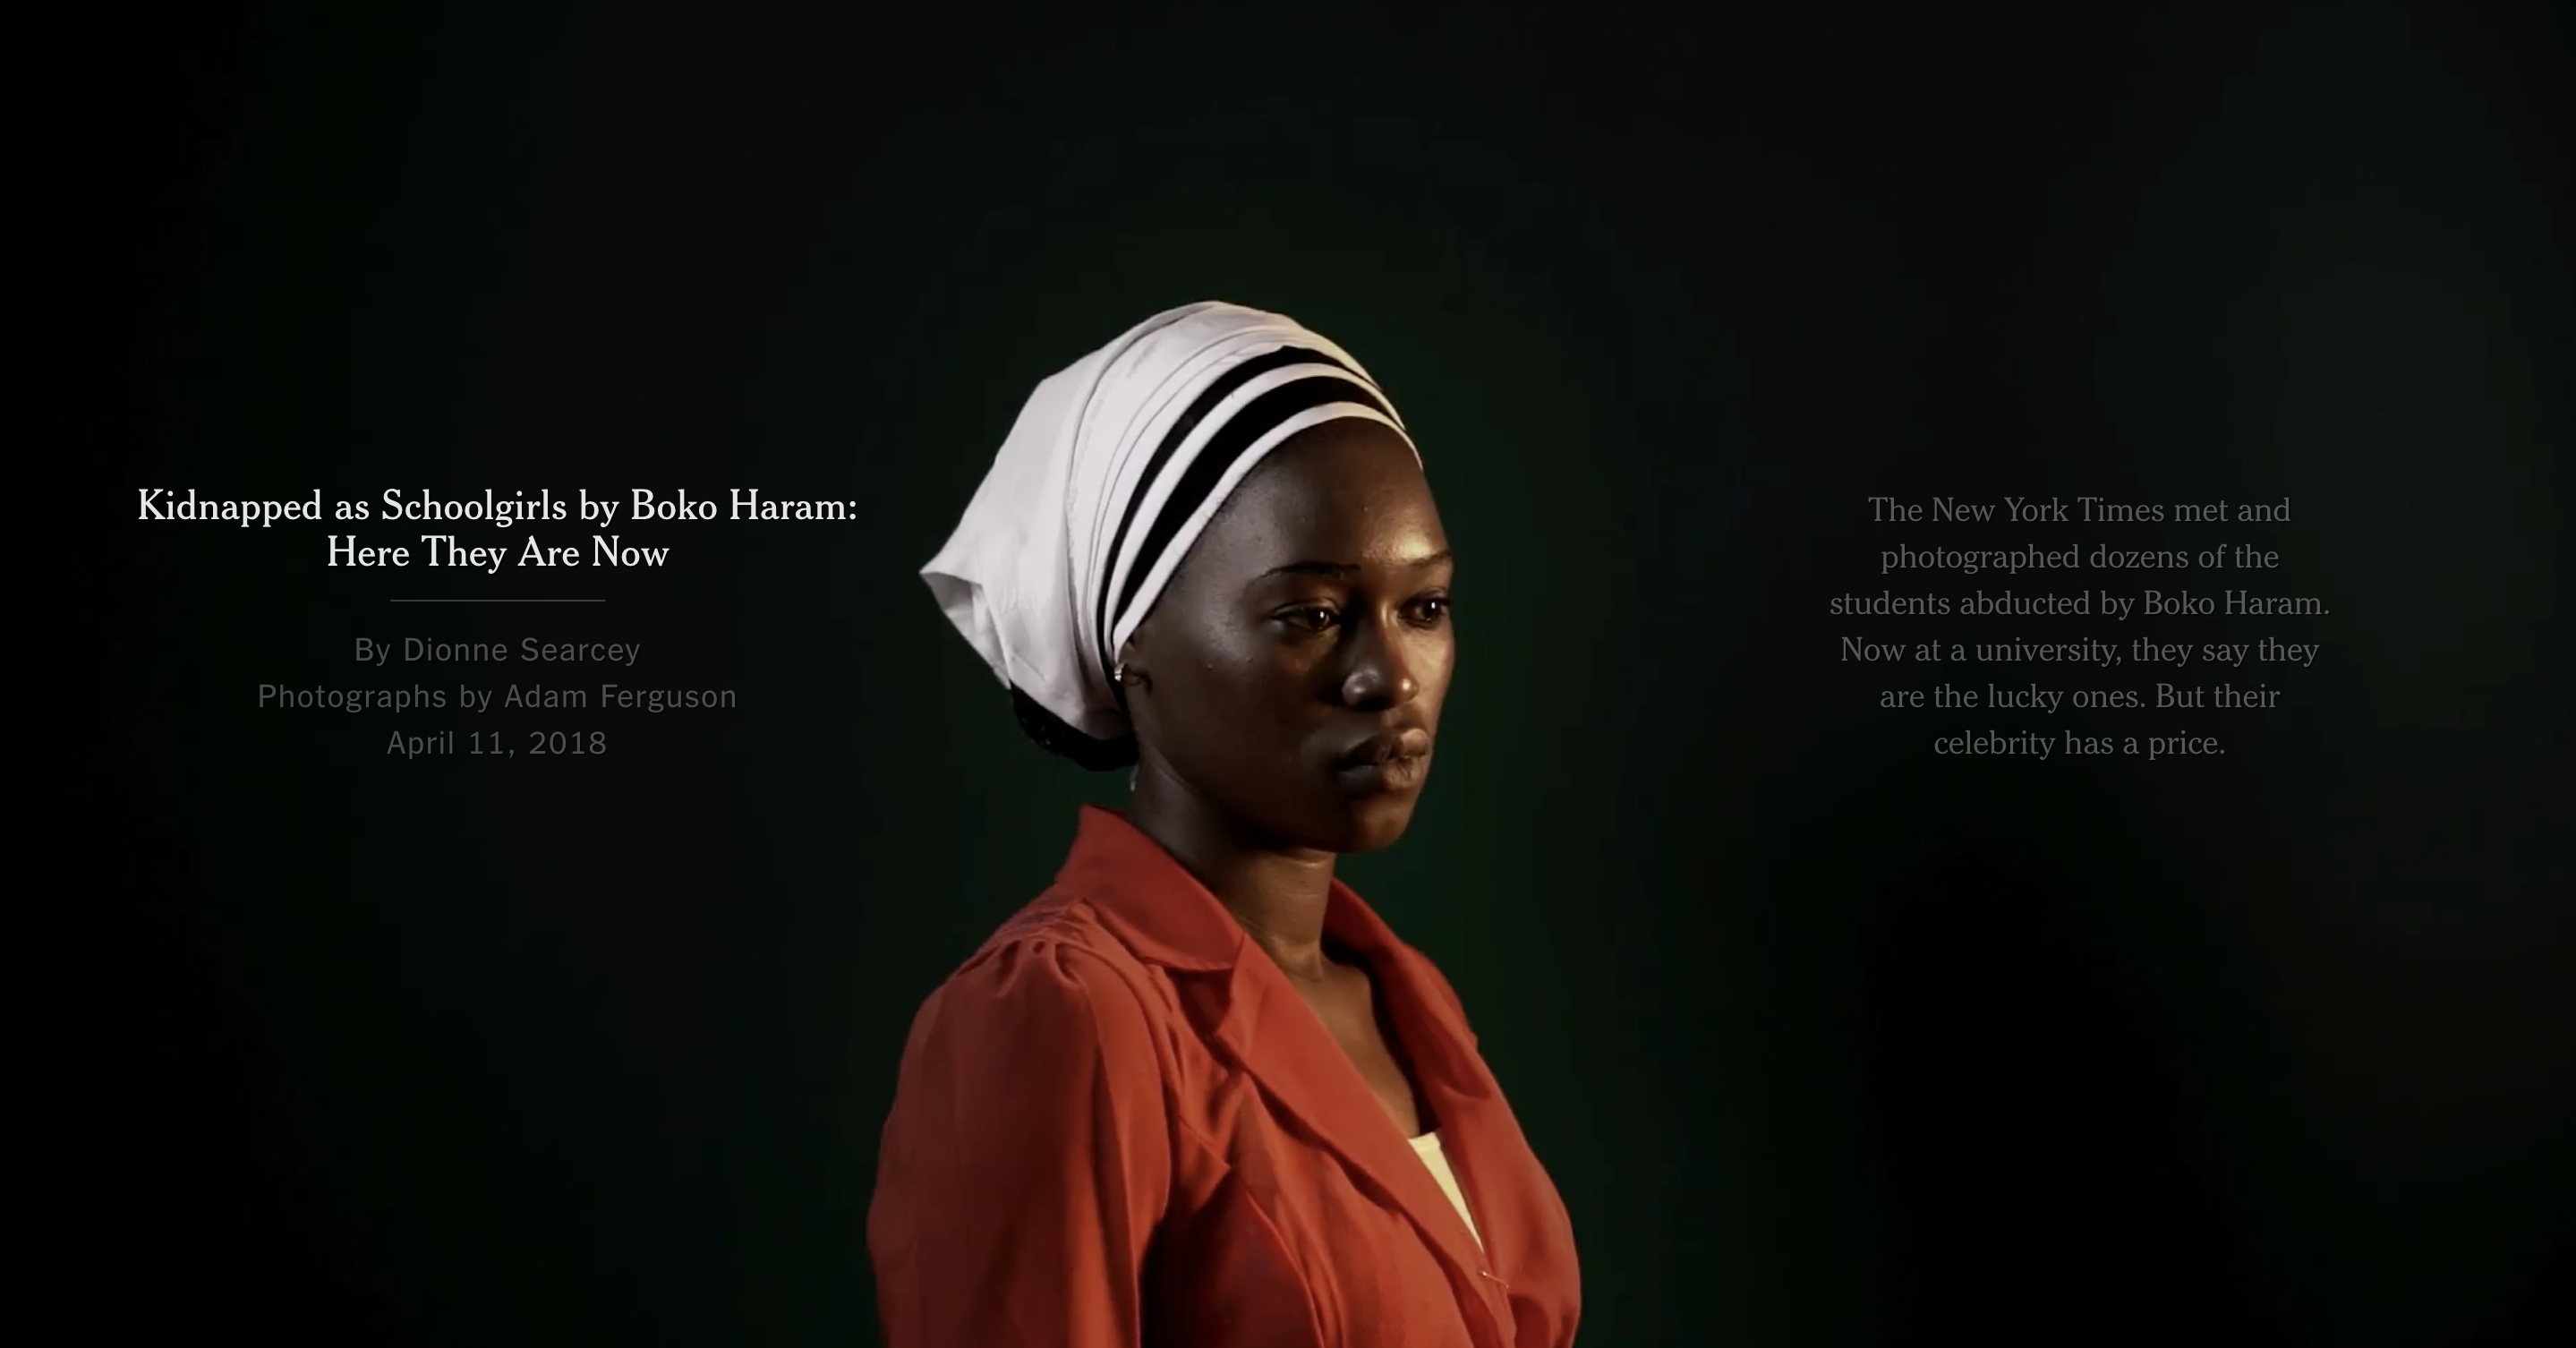 Kidnapped as Schoolgirls by Boko Haram:
Here They Are Now
By Dionne Searcey
Photographs by Adam Ferguson
April 11, 2018
The New York Times met and
photographed dozens of the
students abducted by Boko Haram.
Now at a university, they say they
are the lucky ones. But their
celebrity has a price.